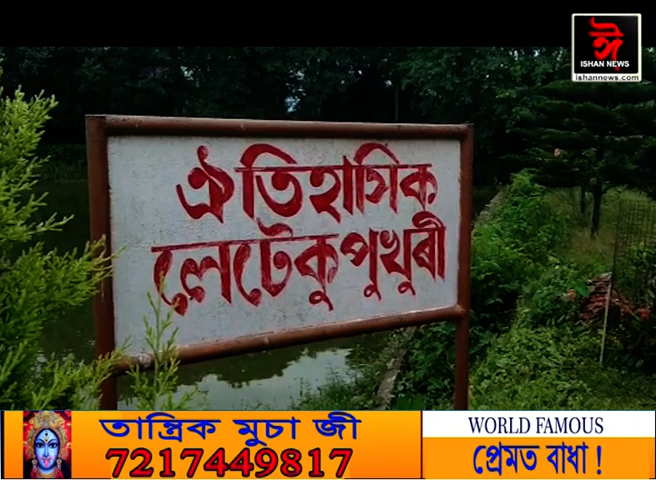 ঈ
ISHAN NEWS
ishannews.com
ঐতিহাসিক
লেটেকু পুখুৰী
তান্ত্রিক মুচা জী
7217449817
WORLD FAMOUS
প্ৰেমত বাধা !